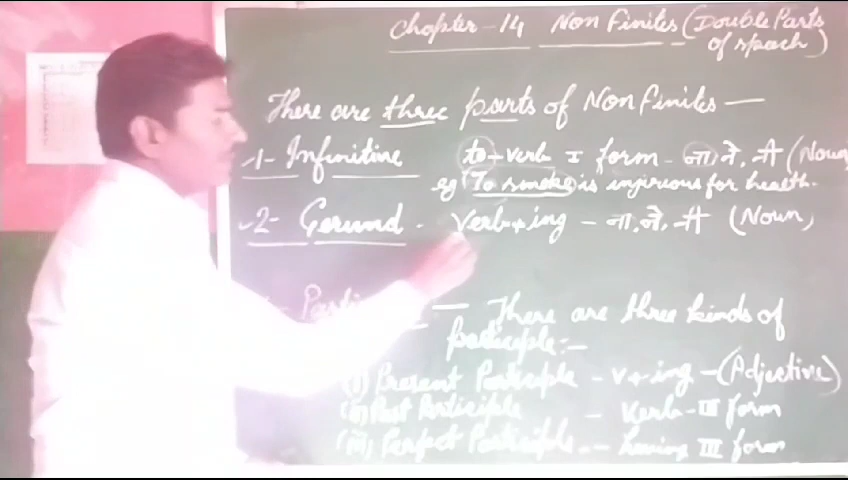 Chapter - 14 Non Finites (Double Parts
of speach)
There are three parts of Non finites —
1- Infinitive to + verb I form - ना, ने, नी (Noun)
eg To smoke is injurious for health.
2- Gerund - Verb + ing - ना, ने, नी (Noun)
There are three kinds of
participle:-
(i) Present Participle - v + ing - (Adjective)
(ii) Past Participle - verb - III form
(iii) Perfect Participle - having III form